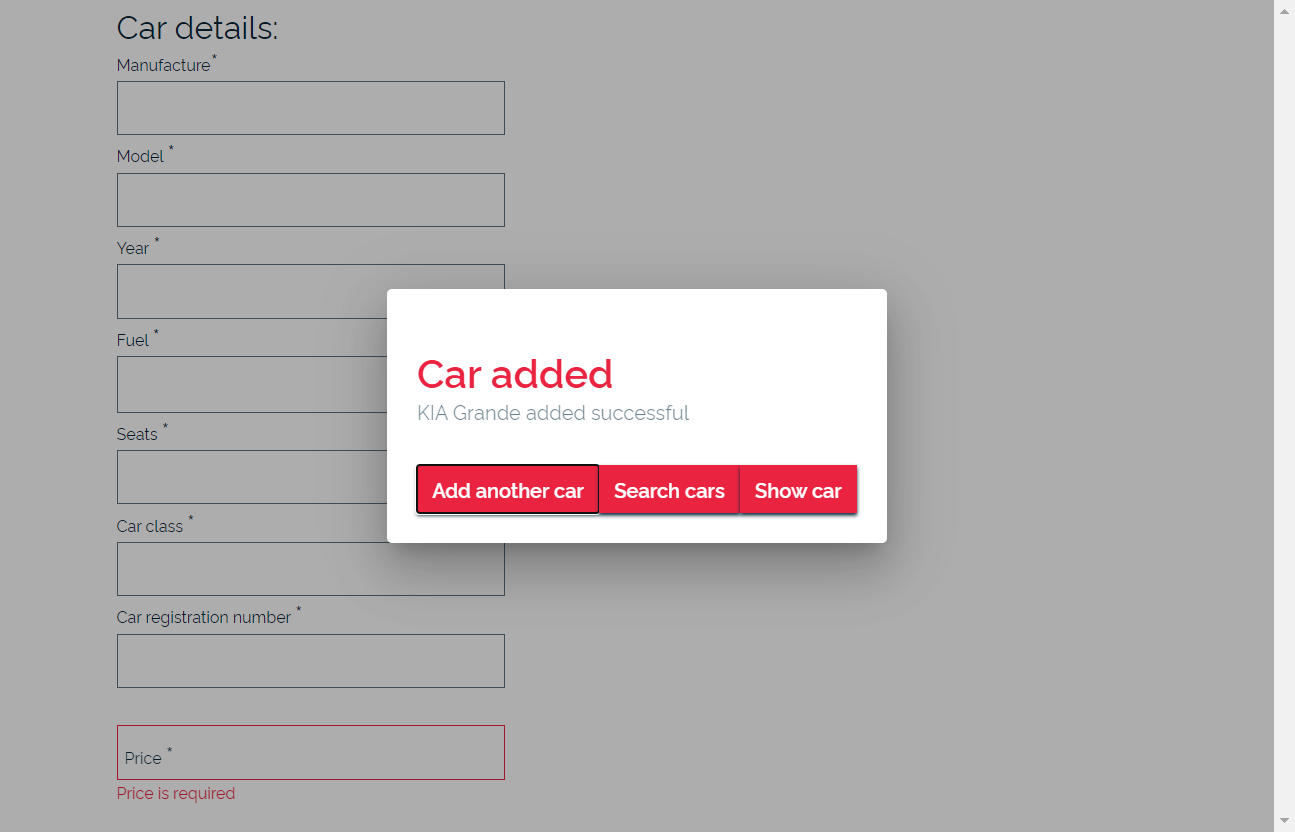 Car details:
Manufacture*
Model *
Year *
Fuel *
Seats *
Car class *
Car registration number *
Price *
Price is required
Car added
KIA Grande added successful
Add another car Search cars Show car